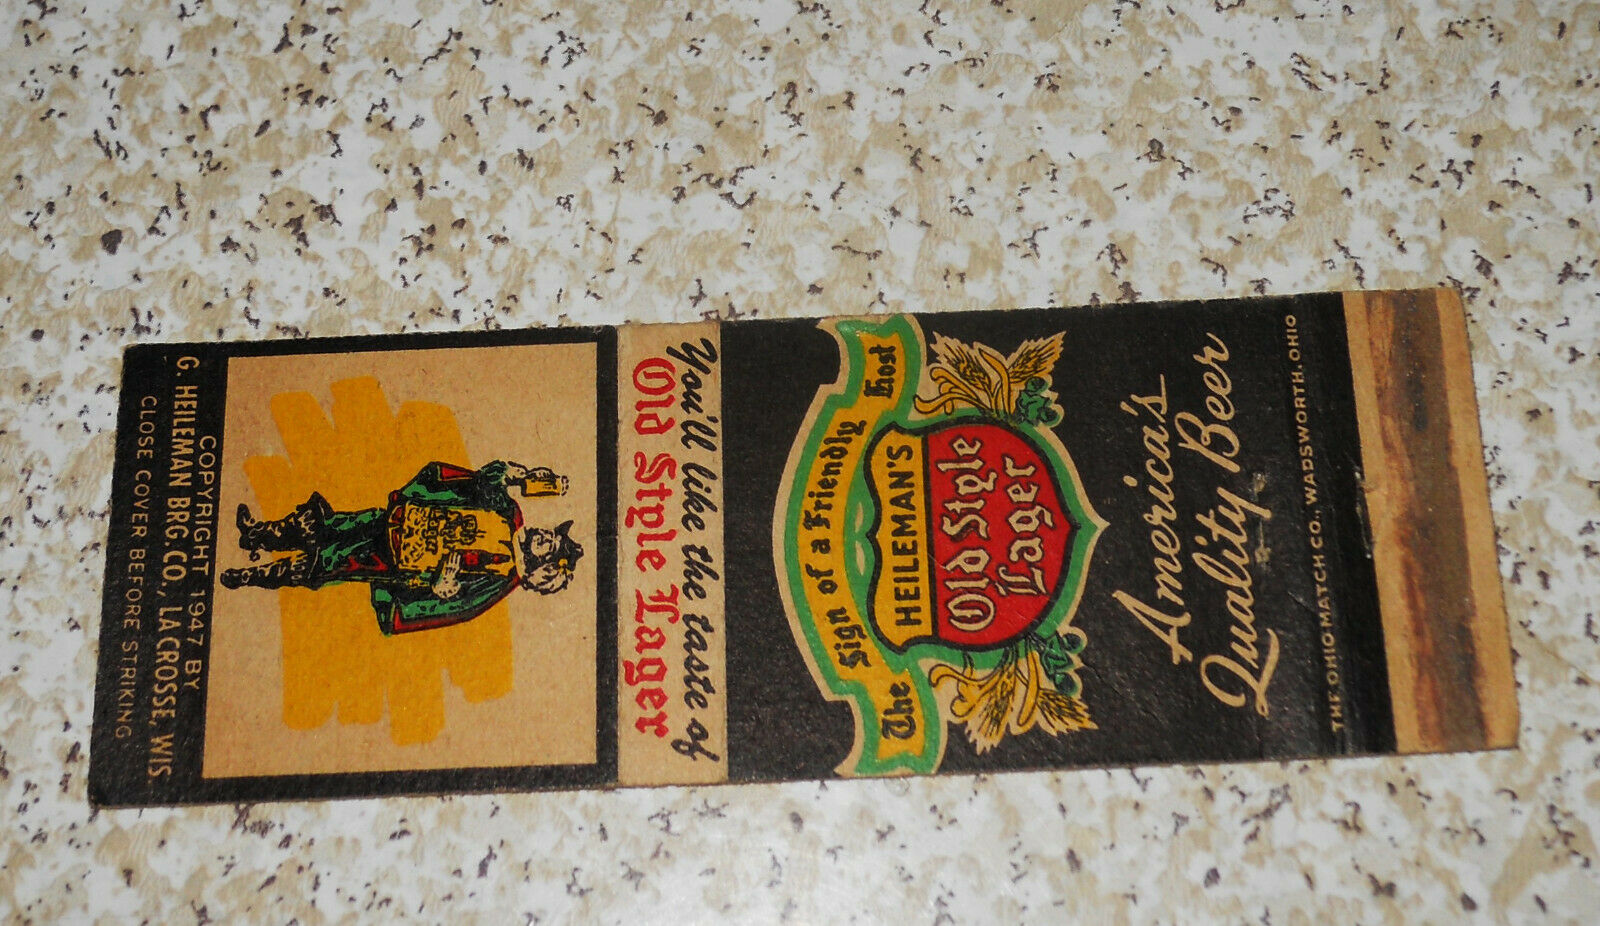 America's
Quality Beer
THE OHIO MATCH CO., WADSWORTH, OHIO
The Sign of a Friendly Host
HEILEMAN'S
Old Style
Lager
You'll like the taste of
Old Style Lager
COPYRIGHT 1947 BY
G. HEILEMAN BRG. CO., LA CROSSE, WIS
CLOSE COVER BEFORE STRIKING